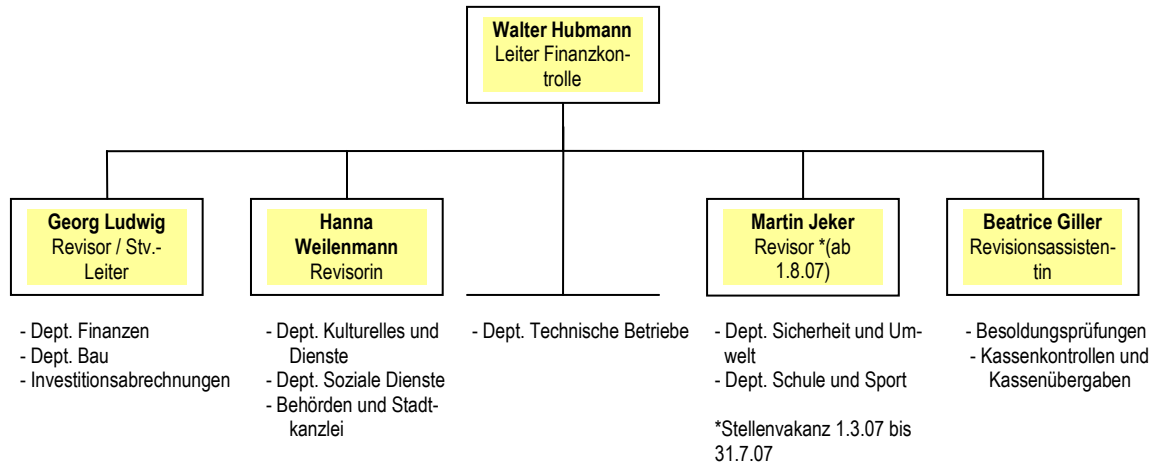 Walter Hubmann
Leiter Finanzkon-
trolle
Georg Ludwig
Revisor / Stv.-
Leiter
- Dept. Finanzen
- Dept. Bau
- Investitionsabrechnungen
Hanna
Weilenmann
Revisorin
- Dept. Kulturelles und
Dienste
- Dept. Soziale Dienste
- Behörden und Stadt-
kanzlei
- Dept. Technische Betriebe
Martin Jeker
Revisor *(ab
1.8.07)
- Dept. Sicherheit und Um-
welt
- Dept. Schule und Sport
*Stellenvakanz 1.3.07 bis
31.7.07
Beatrice Giller
Revisionsassisten-
tin
- Besoldungsprüfungen
- Kassenkontrollen und
Kassenübergaben